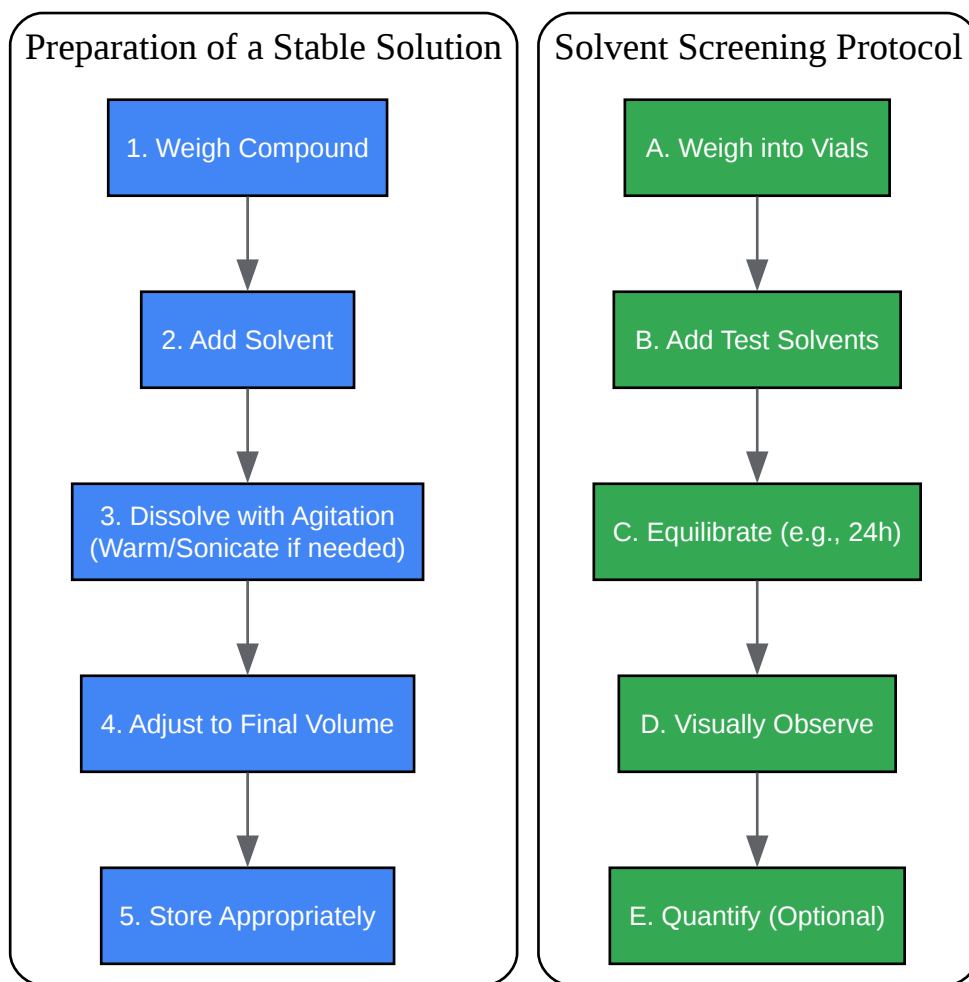 Preparation of a Stable Solution
1. Weigh Compound
2. Add Solvent
3. Dissolve with Agitation
(Warm/Sonicate if needed)
4. Adjust to Final Volume
5. Store Appropriately
Solvent Screening Protocol
A. Weigh into Vials
B. Add Test Solvents
C. Equilibrate (e.g., 24h)
D. Visually Observe
E. Quantify (Optional)